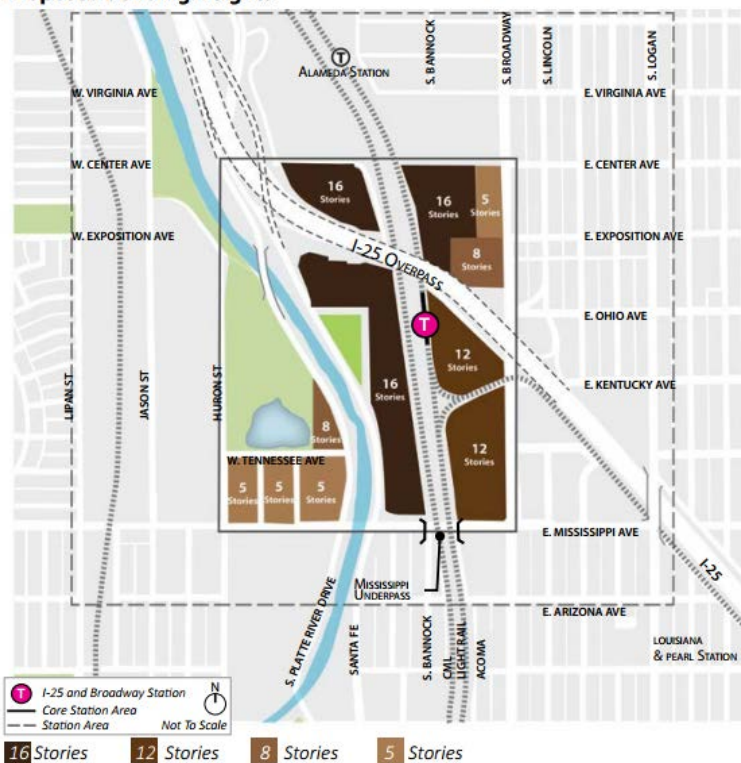 S. BANNOCK
S. BROADWAY
S. LINCOLN
S. LOGAN
T
ALAMEDA STATION
W. VIRGINIA AVE
E. VIRGINIA AVE
W. CENTER AVE
E. CENTER AVE
16
Stories
16
Stories
5
Stories
W. EXPOSITION AVE
E. EXPOSITION AVE
8
Stories
I-25 OVERPASS
T
E. OHIO AVE
12
Stories
LIPAN ST
JASON ST
HURON ST
16
Stories
E. KENTUCKY AVE
8
Stories
12
Stories
W. TENNESSEE AVE
5
Stories
5
Stories
5
Stories
E. MISSISSIPPI AVE
I-25
MISSISSIPPI
UNDERPASS
S. PLATTE RIVER DRIVE
SANTA FE
S. BANNOCK
CML
LIGHT RAIL
ACOMA
E. ARIZONA AVE
LOUISIANA
& PEARL STATION
T I-25 and Broadway Station
Core Station Area
Station Area
N
Not To Scale
16 Stories
12 Stories
8 Stories
5 Stories